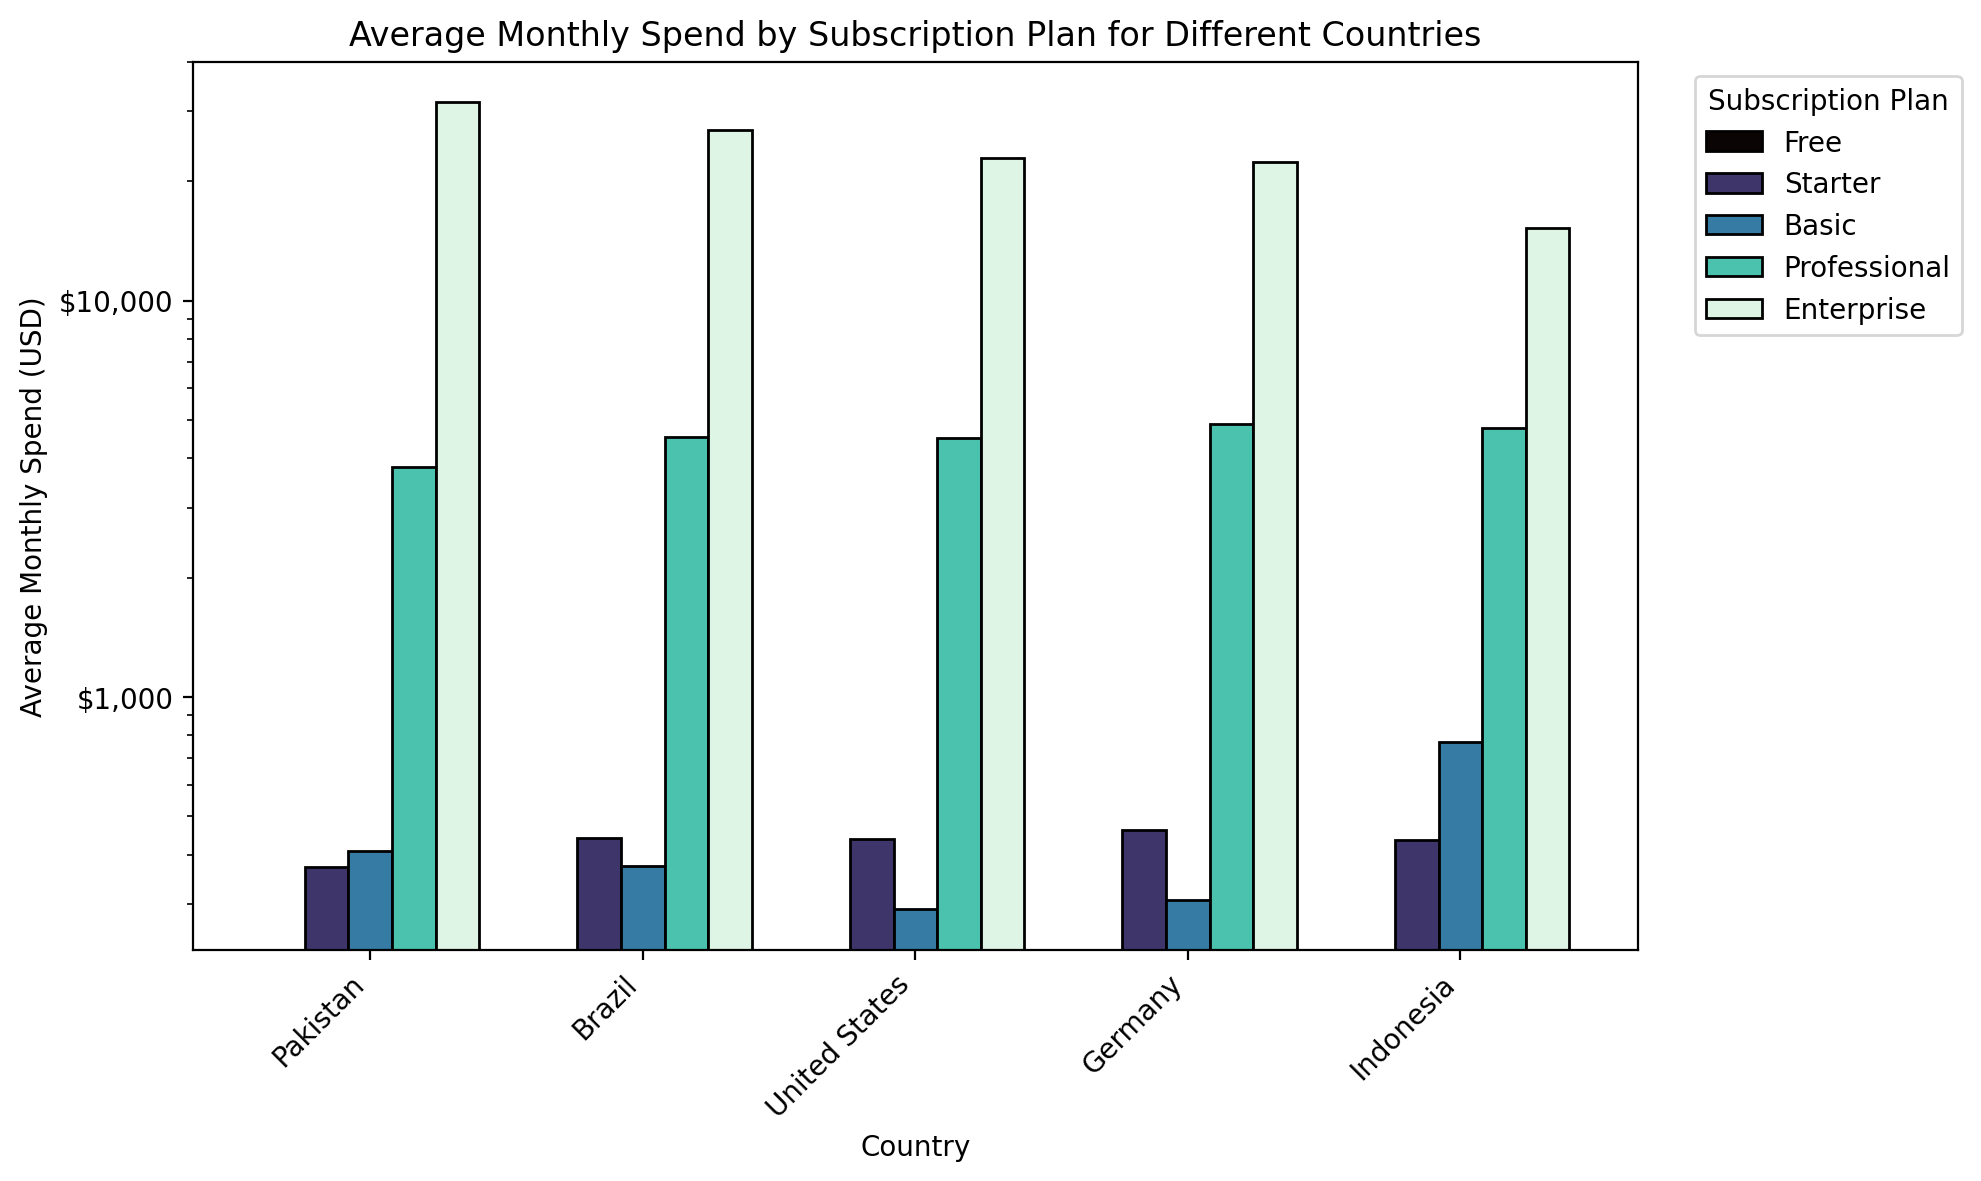 Average Monthly Spend by Subscription Plan for Different Countries
Subscription Plan
Free
Starter
Basic
Professional
Enterprise
Average Monthly Spend (USD)
$10,000
$1,000
Pakistan
Brazil
United States
Germany
Indonesia
Country